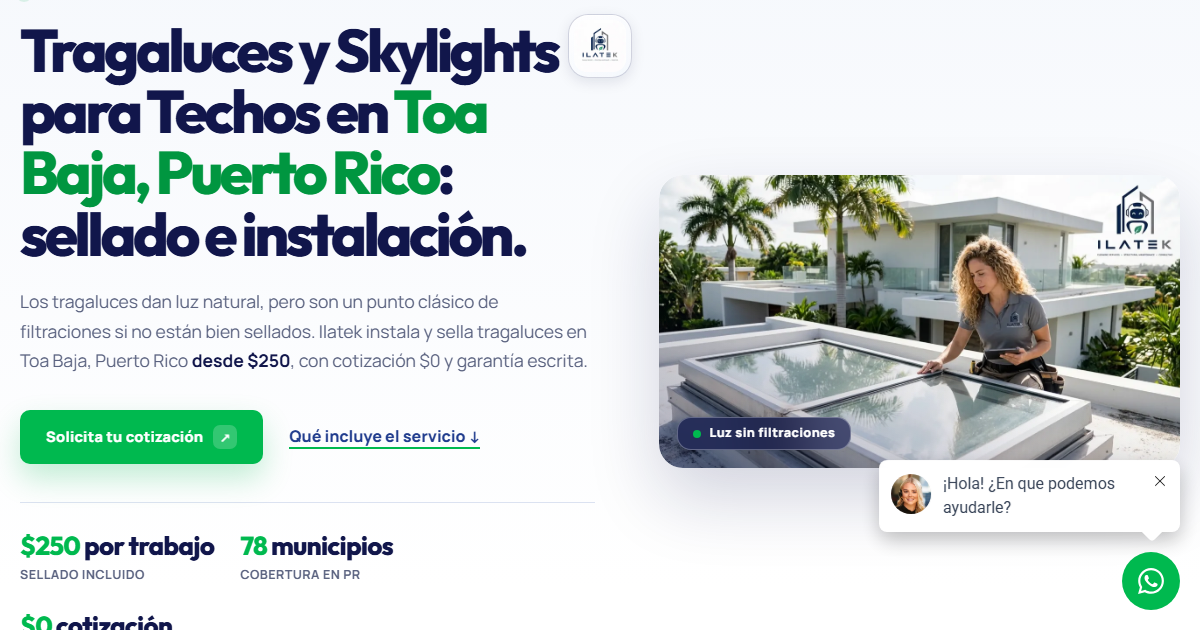 Tragaluces y Skylights
para Techos en Toa
Baja, Puerto Rico:
sellado e instalación.
ILATEK
Los tragaluces dan luz natural, pero son un punto clásico de
filtraciones si no están bien sellados. Ilatek instala y sella tragaluces en
Toa Baja, Puerto Rico desde $250, con cotización $0 y garantía escrita.
Solicita tu cotización ↗
Qué incluye el servicio ↓
$250 por trabajo
SELLADO INCLUIDO
78 municipios
COBERTURA EN PR
$0 cotización
ILATEK
Luz sin filtraciones
¡Hola! ¿En que podemos
ayudarle?